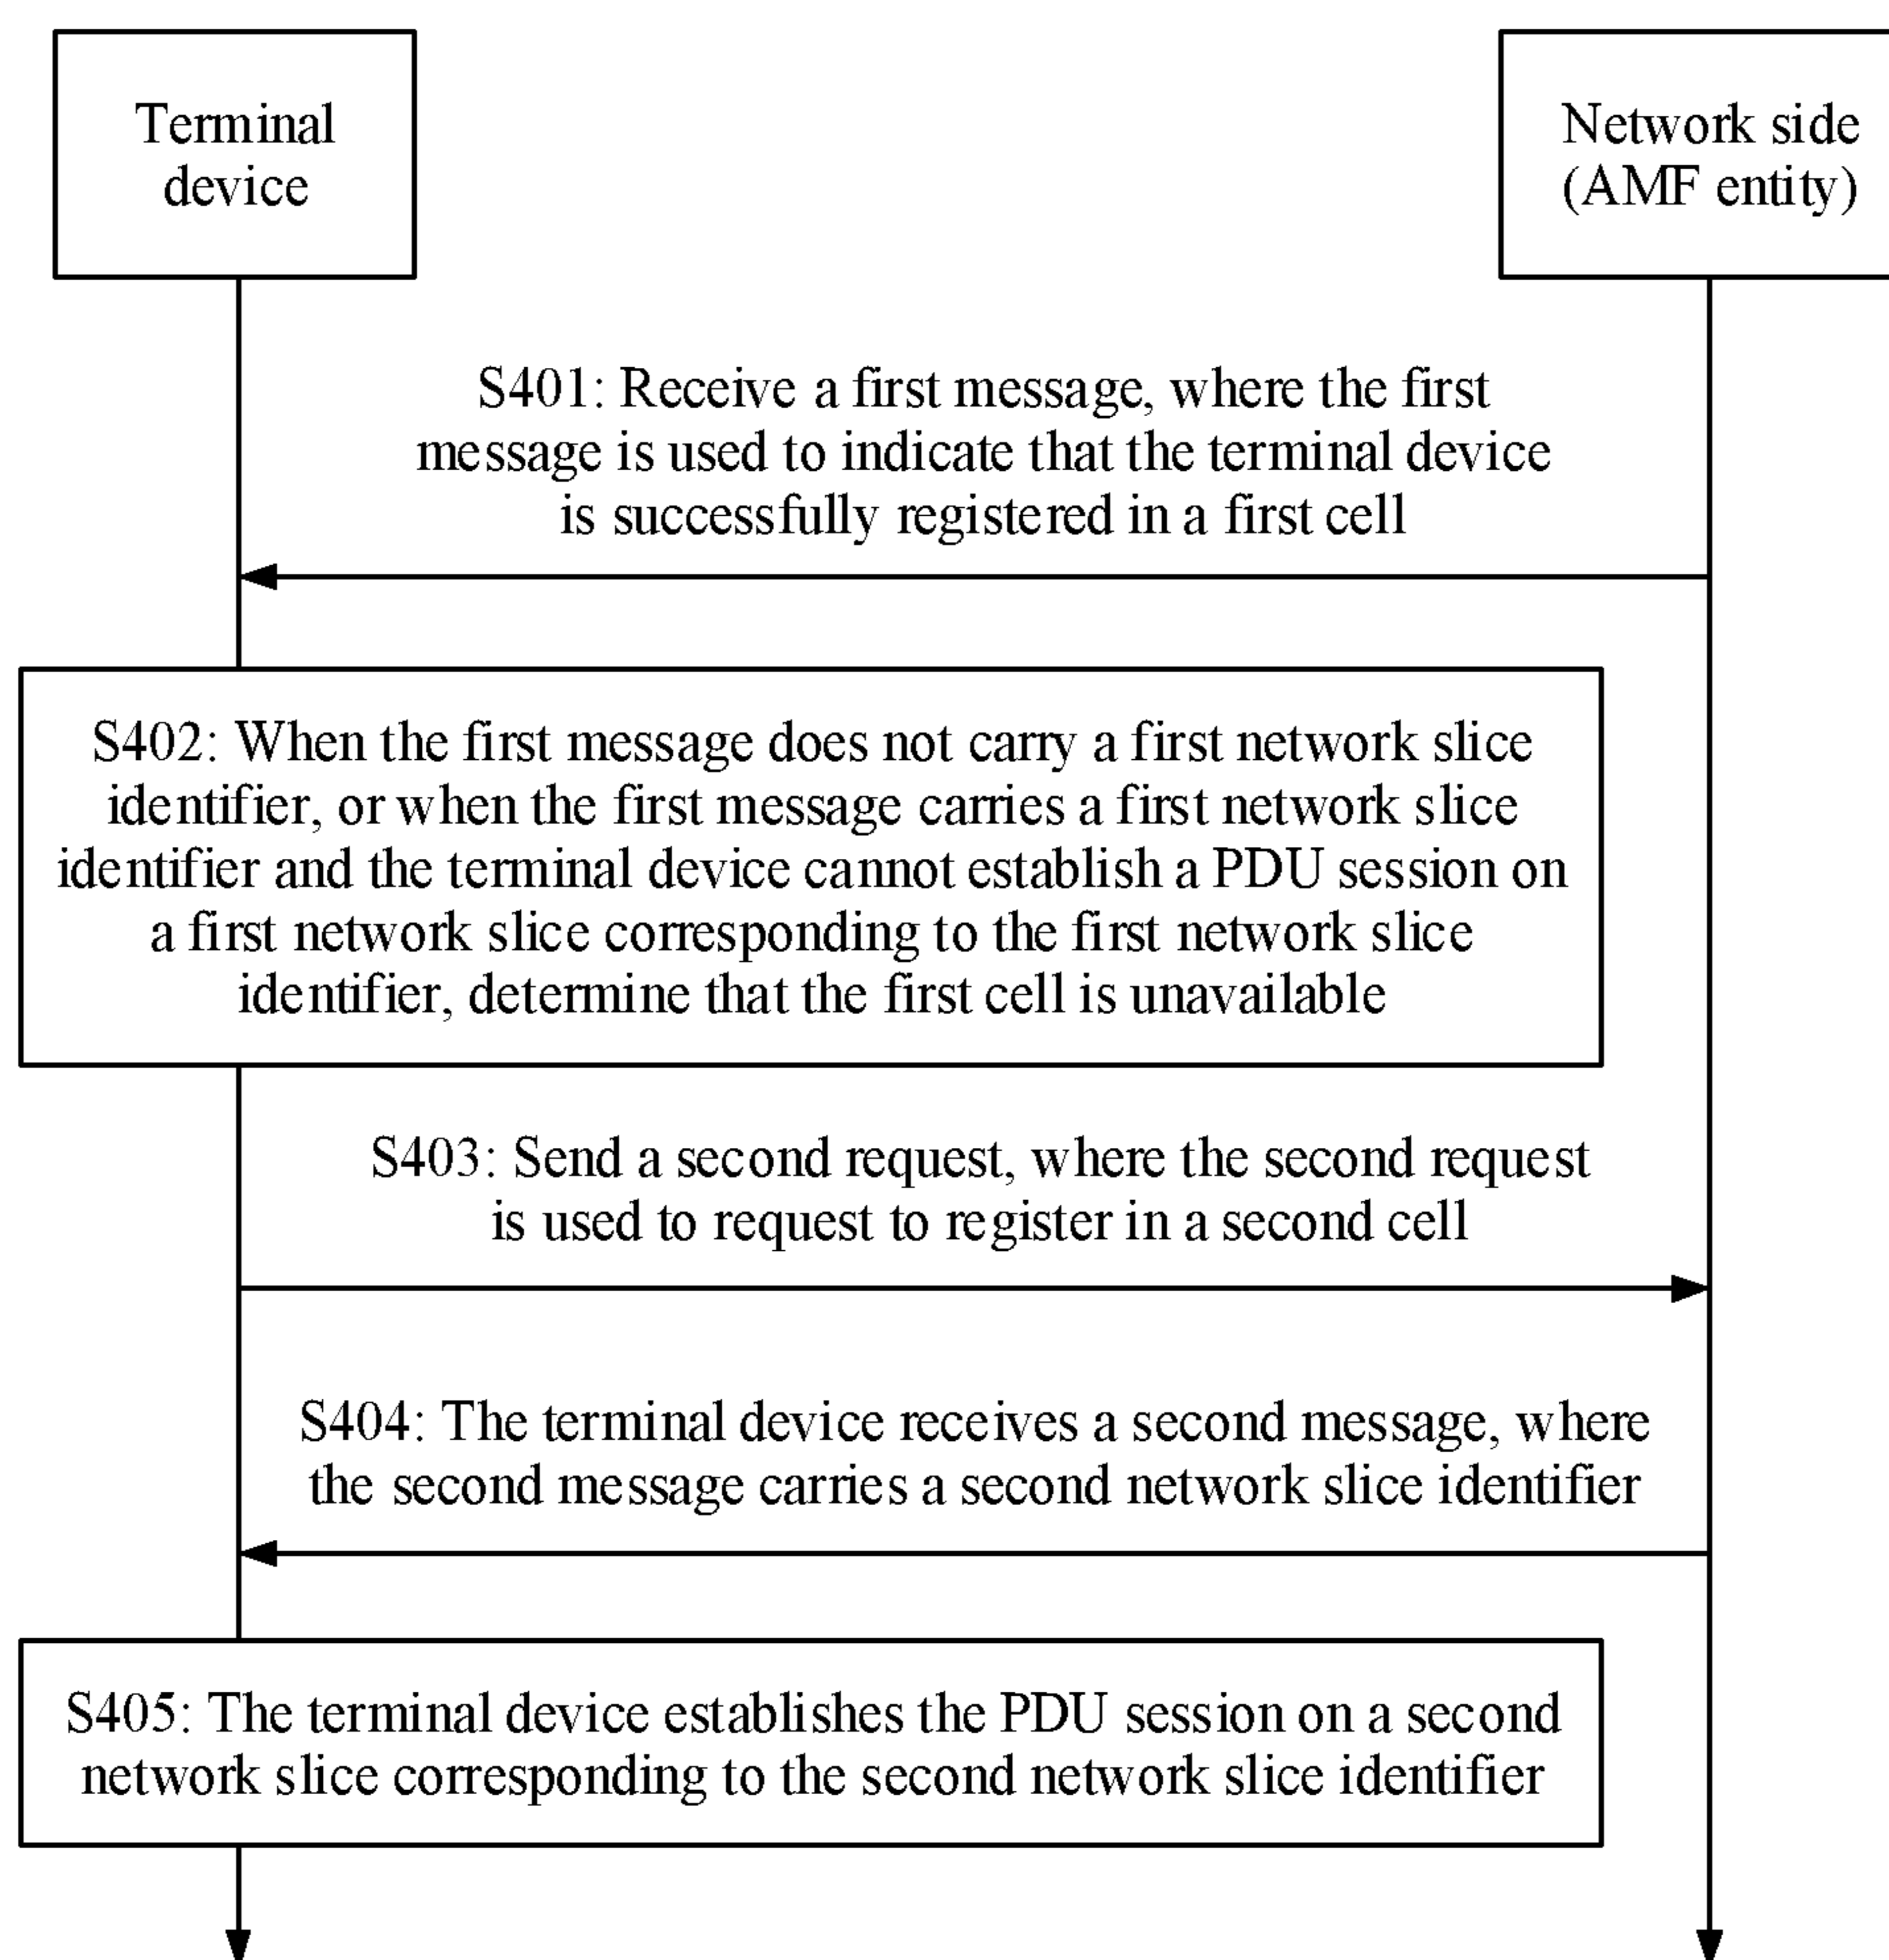 Terminal
device
Network side
(AMF entity)
S401: Receive a first message, where the first
message is used to indicate that the terminal device
is successfully registered in a first cell
S402: When the first message does not carry a first network slice
identifier, or when the first message carries a first network slice
identifier and the terminal device cannot establish a PDU session on
a first network slice corresponding to the first network slice
identifier, determine that the first cell is unavailable
S403: Send a second request, where the second request
is used to request to register in a second cell
S404: The terminal device receives a second message, where
the second message carries a second network slice identifier
S405: The terminal device establishes the PDU session on a second
network slice corresponding to the second network slice identifier